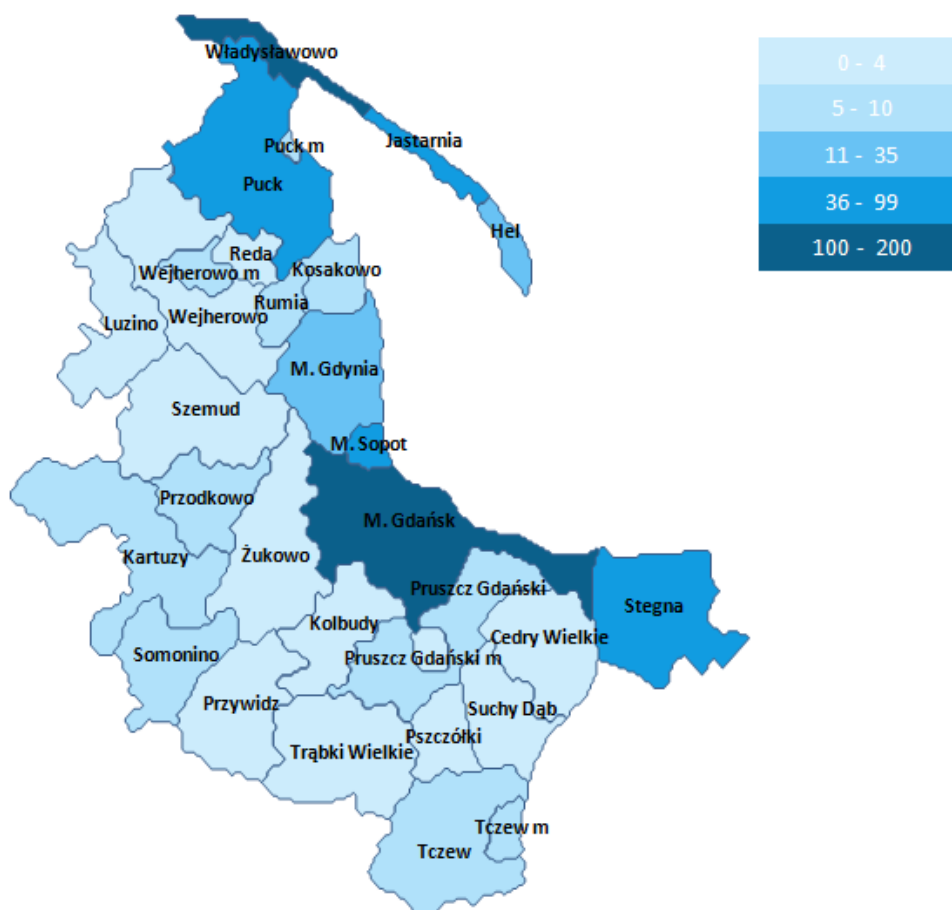 Władysławowo
0 - 4
5 - 10
11 - 35
36 - 99
100 - 200
Jastarnia
Puck m
Puck
Hel
Reda
Wejherowo m
Kosakowo
Rumia
Luzino
Wejherowo
M. Gdynia
Szemud
M. Sopot
Przodkowo
M. Gdańsk
Kartuzy
Żukowo
Pruszcz Gdański
Stegna
Kolbudy
Cedry Wielkie
Somonino
Pruszcz Gdański m
Przywidz
Suchy Dąb
Pszczółki
Trąbki Wielkie
Tczew m
Tczew